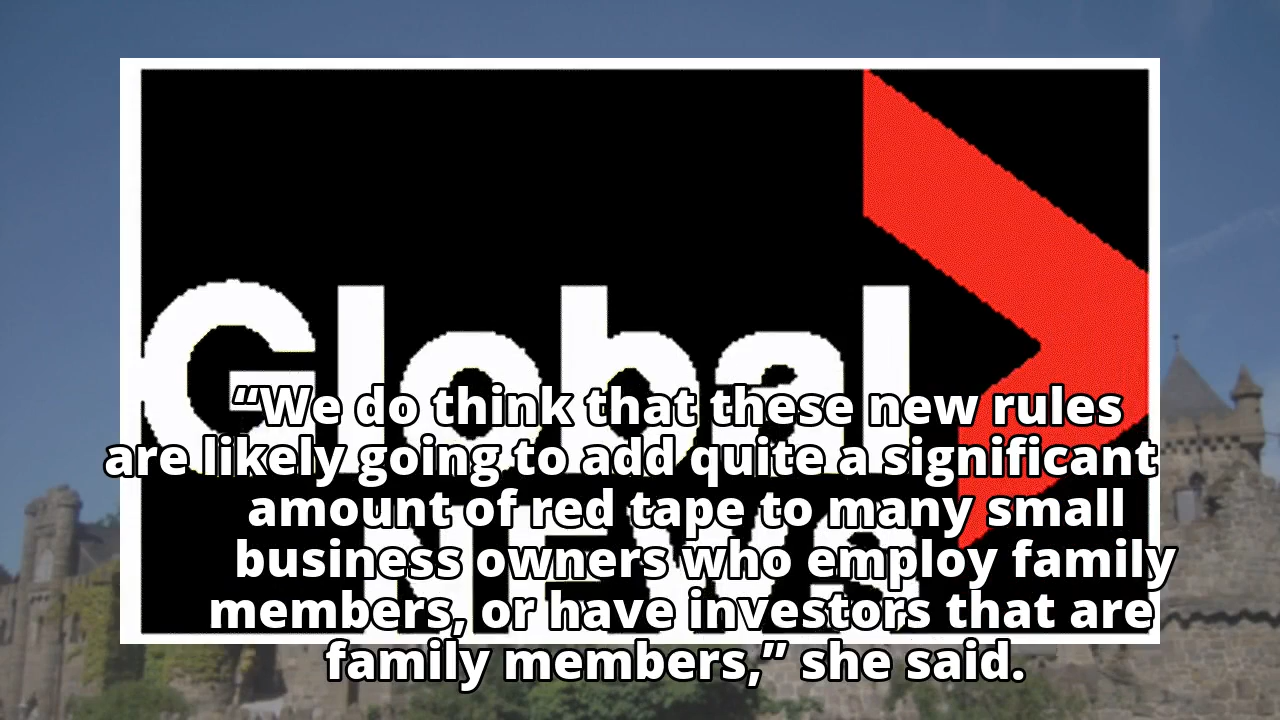 Global
News
“We do think that these new rules
are likely going to add quite a significant
amount of red tape to many small
business owners who employ family
members, or have investors that are
family members,” she said.